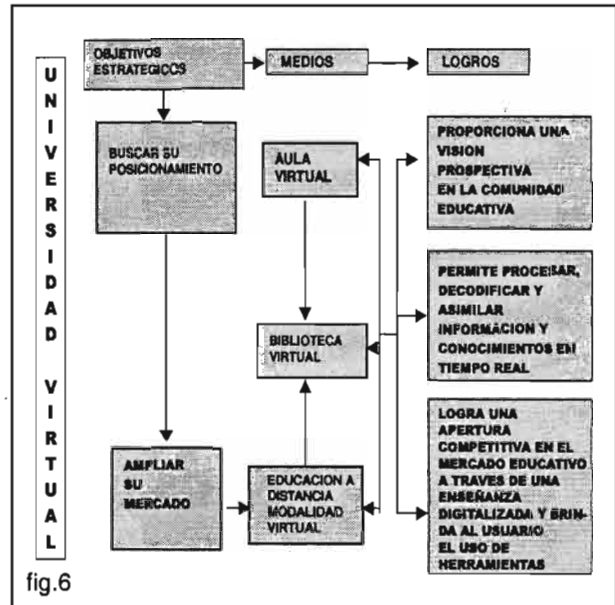 UNIVERSIDAD VIRTUAL
OBJETIVOS
ESTRATEGICOS
MEDIOS
LOGROS
BUSCAR SU
POSICIONAMIENTO
AULA
VIRTUAL
PROPORCIONA UNA
VISION
PROSPECTIVA
EN LA COMUNIDAD
EDUCATIVA
BIBLIOTECA
VIRTUAL
PERMITE PROCESAR,
DECODIFICAR Y
ASIMILAR
INFORMACION Y
CONOCIMIENTOS EN
TIEMPO REAL
AMPLIAR
SU
MERCADO
EDUCACION A
DISTANCIA
MODALIDAD
VIRTUAL
LOGRA UNA
APERTURA
COMPETITIVA EN EL
MERCADO EDUCATIVO
A TRAVES DE UNA
ENSEÑANZA
DIGITALIZADA Y BRIN-
DA AL USUARIO
EL USO DE
HERRAMIENTAS
fig.6